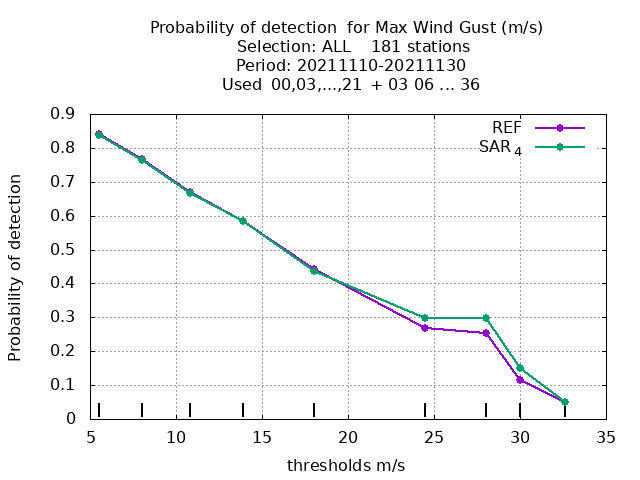 Probability of detection  for Max Wind Gust (m/s)
Selection: ALL    181 stations
Period: 20211110-20211130
Used  00,03,...,21  + 03 06 ... 36
REF
SAR 4
0.9
0.8
0.7
0.6
0.5
0.4
0.3
0.2
0.1
0
Probability of detection
5 10 15 20 25 30 35
thresholds m/s